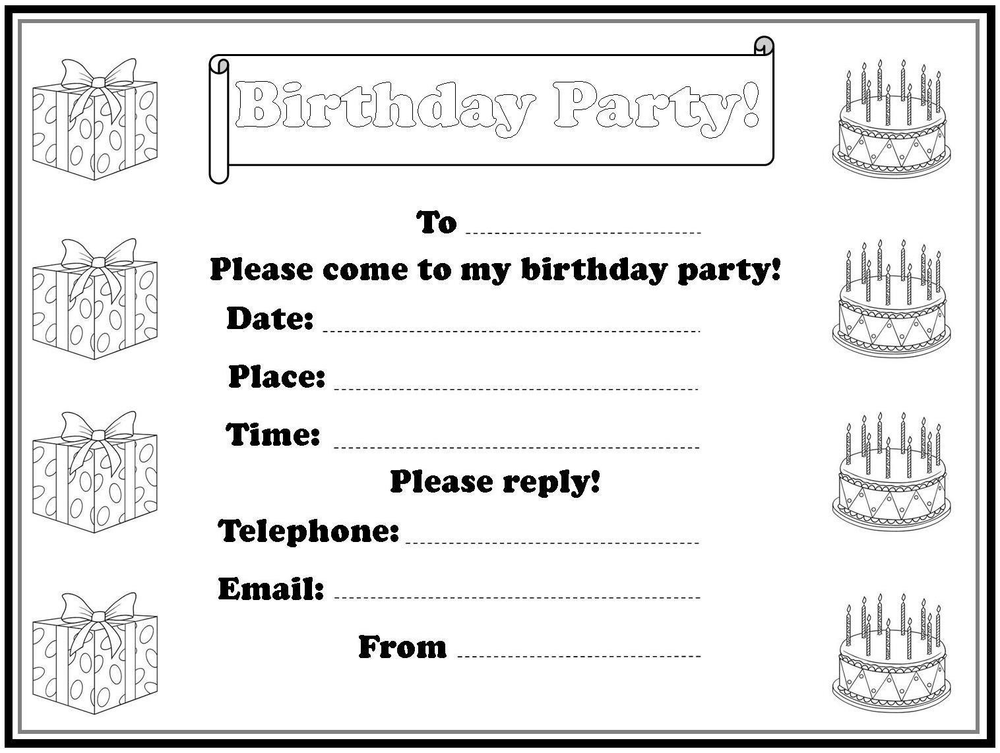 Birthday Party!
To
Please come to my birthday party!
Date:
Place:
Time:
Please reply!
Telephone:
Email:
From